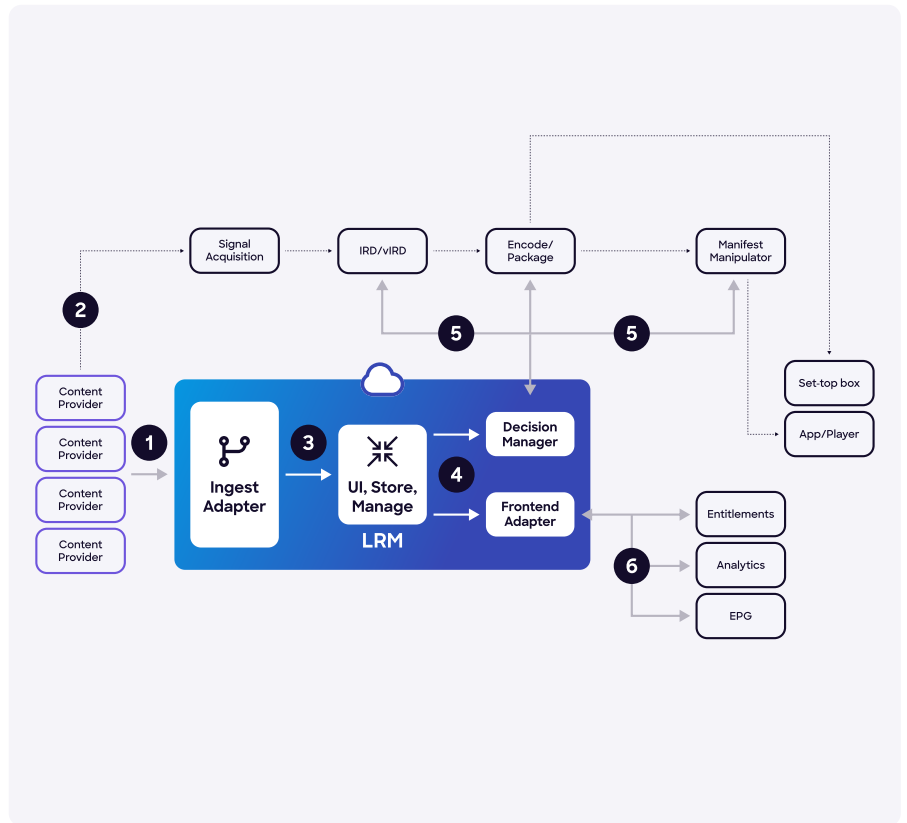 Signal
Acquisition
IRD/vIRD
Encode/
Package
Manifest
Manipulator
2
5
5
Content
Provider
Content
Provider
Content
Provider
Content
Provider
1
Ingest
Adapter
3
UI, Store,
Manage
LRM
4
Decision
Manager
Frontend
Adapter
Set-top box
App/Player
6
Entitlements
Analytics
EPG